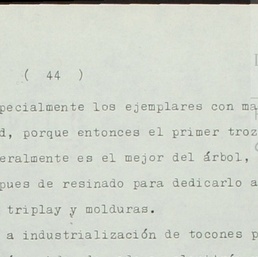 ( 44 )
pecialmente los ejemplares con ma
d, porque entonces el primer troz
eralmente es el mejor del árbol,
pues de resinado para dedicarlo a
triplay y molduras.
a industrialización de tocones p